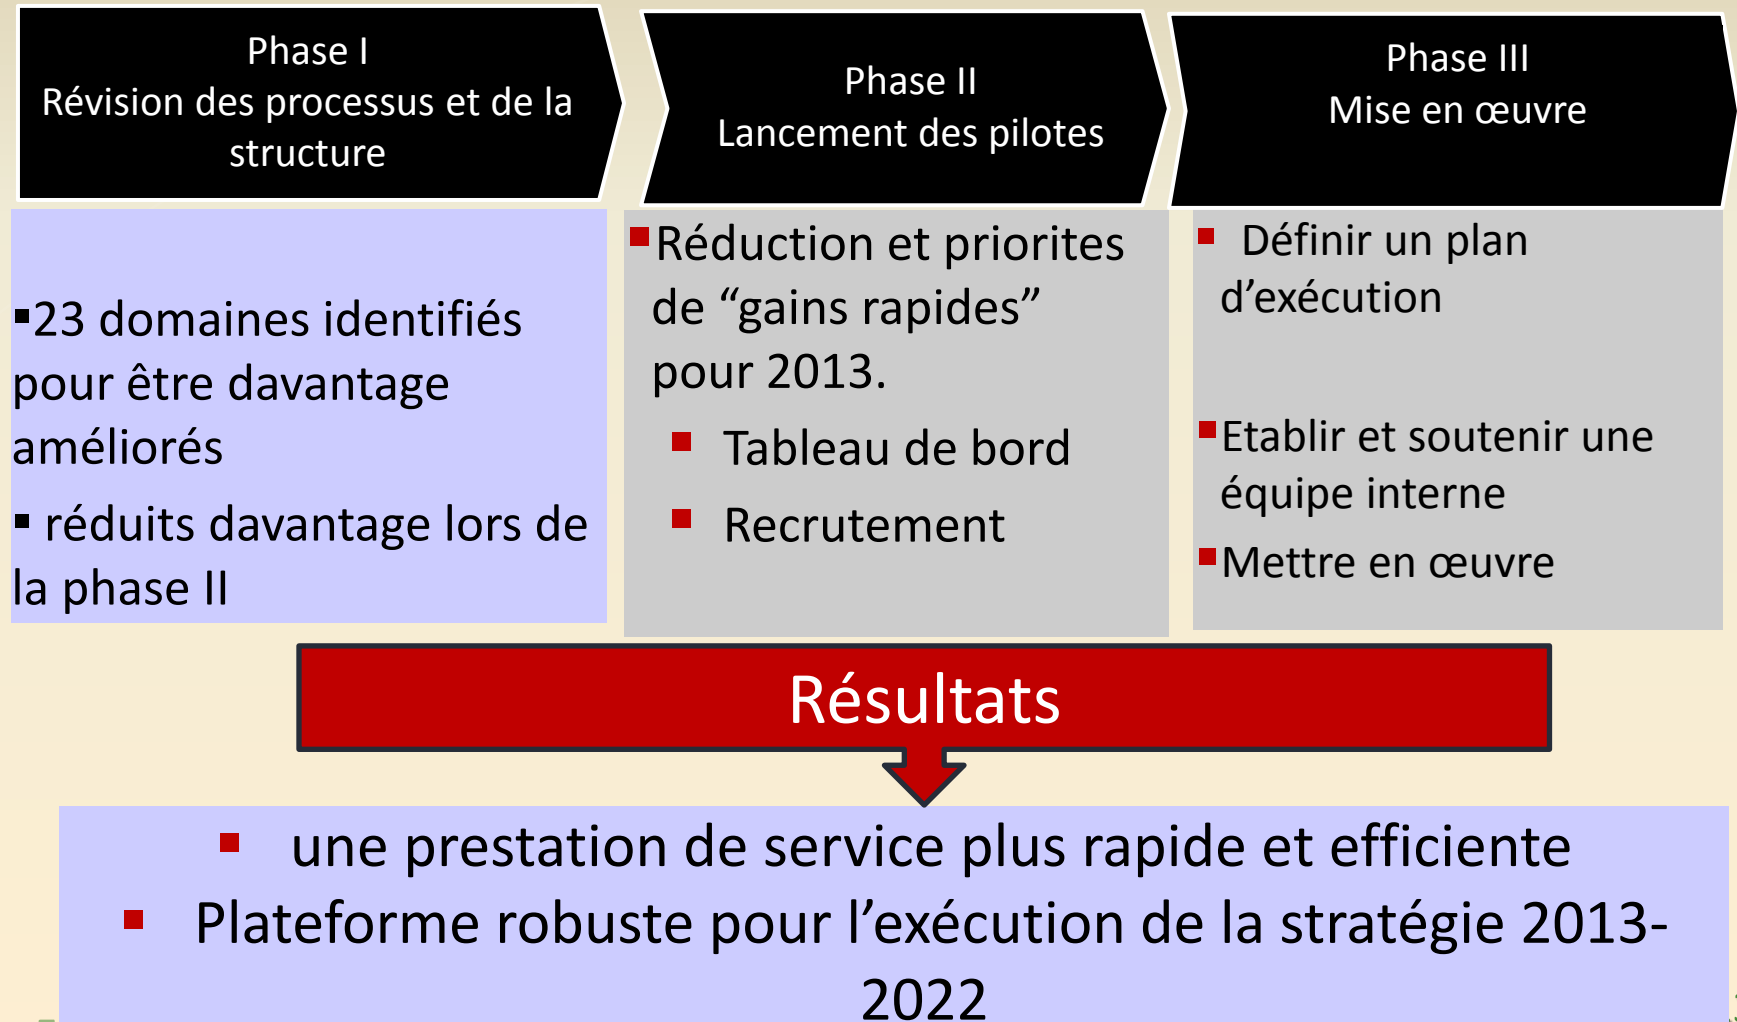 Phase I
Révision des processus et de la
structure
Phase II
Lancement des pilotes
Phase III
Mise en œuvre
▪23 domaines identifiés
pour être davantage
améliorés
▪ réduits davantage lors de
la phase II
▪Réduction et priorites
de “gains rapides”
pour 2013.
▪ Tableau de bord
▪ Recrutement
▪ Définir un plan
d’exécution
▪Etablir et soutenir une
équipe interne
▪Mettre en œuvre
Résultats
▪ une prestation de service plus rapide et efficiente
▪ Plateforme robuste pour l’exécution de la stratégie 2013-
2022